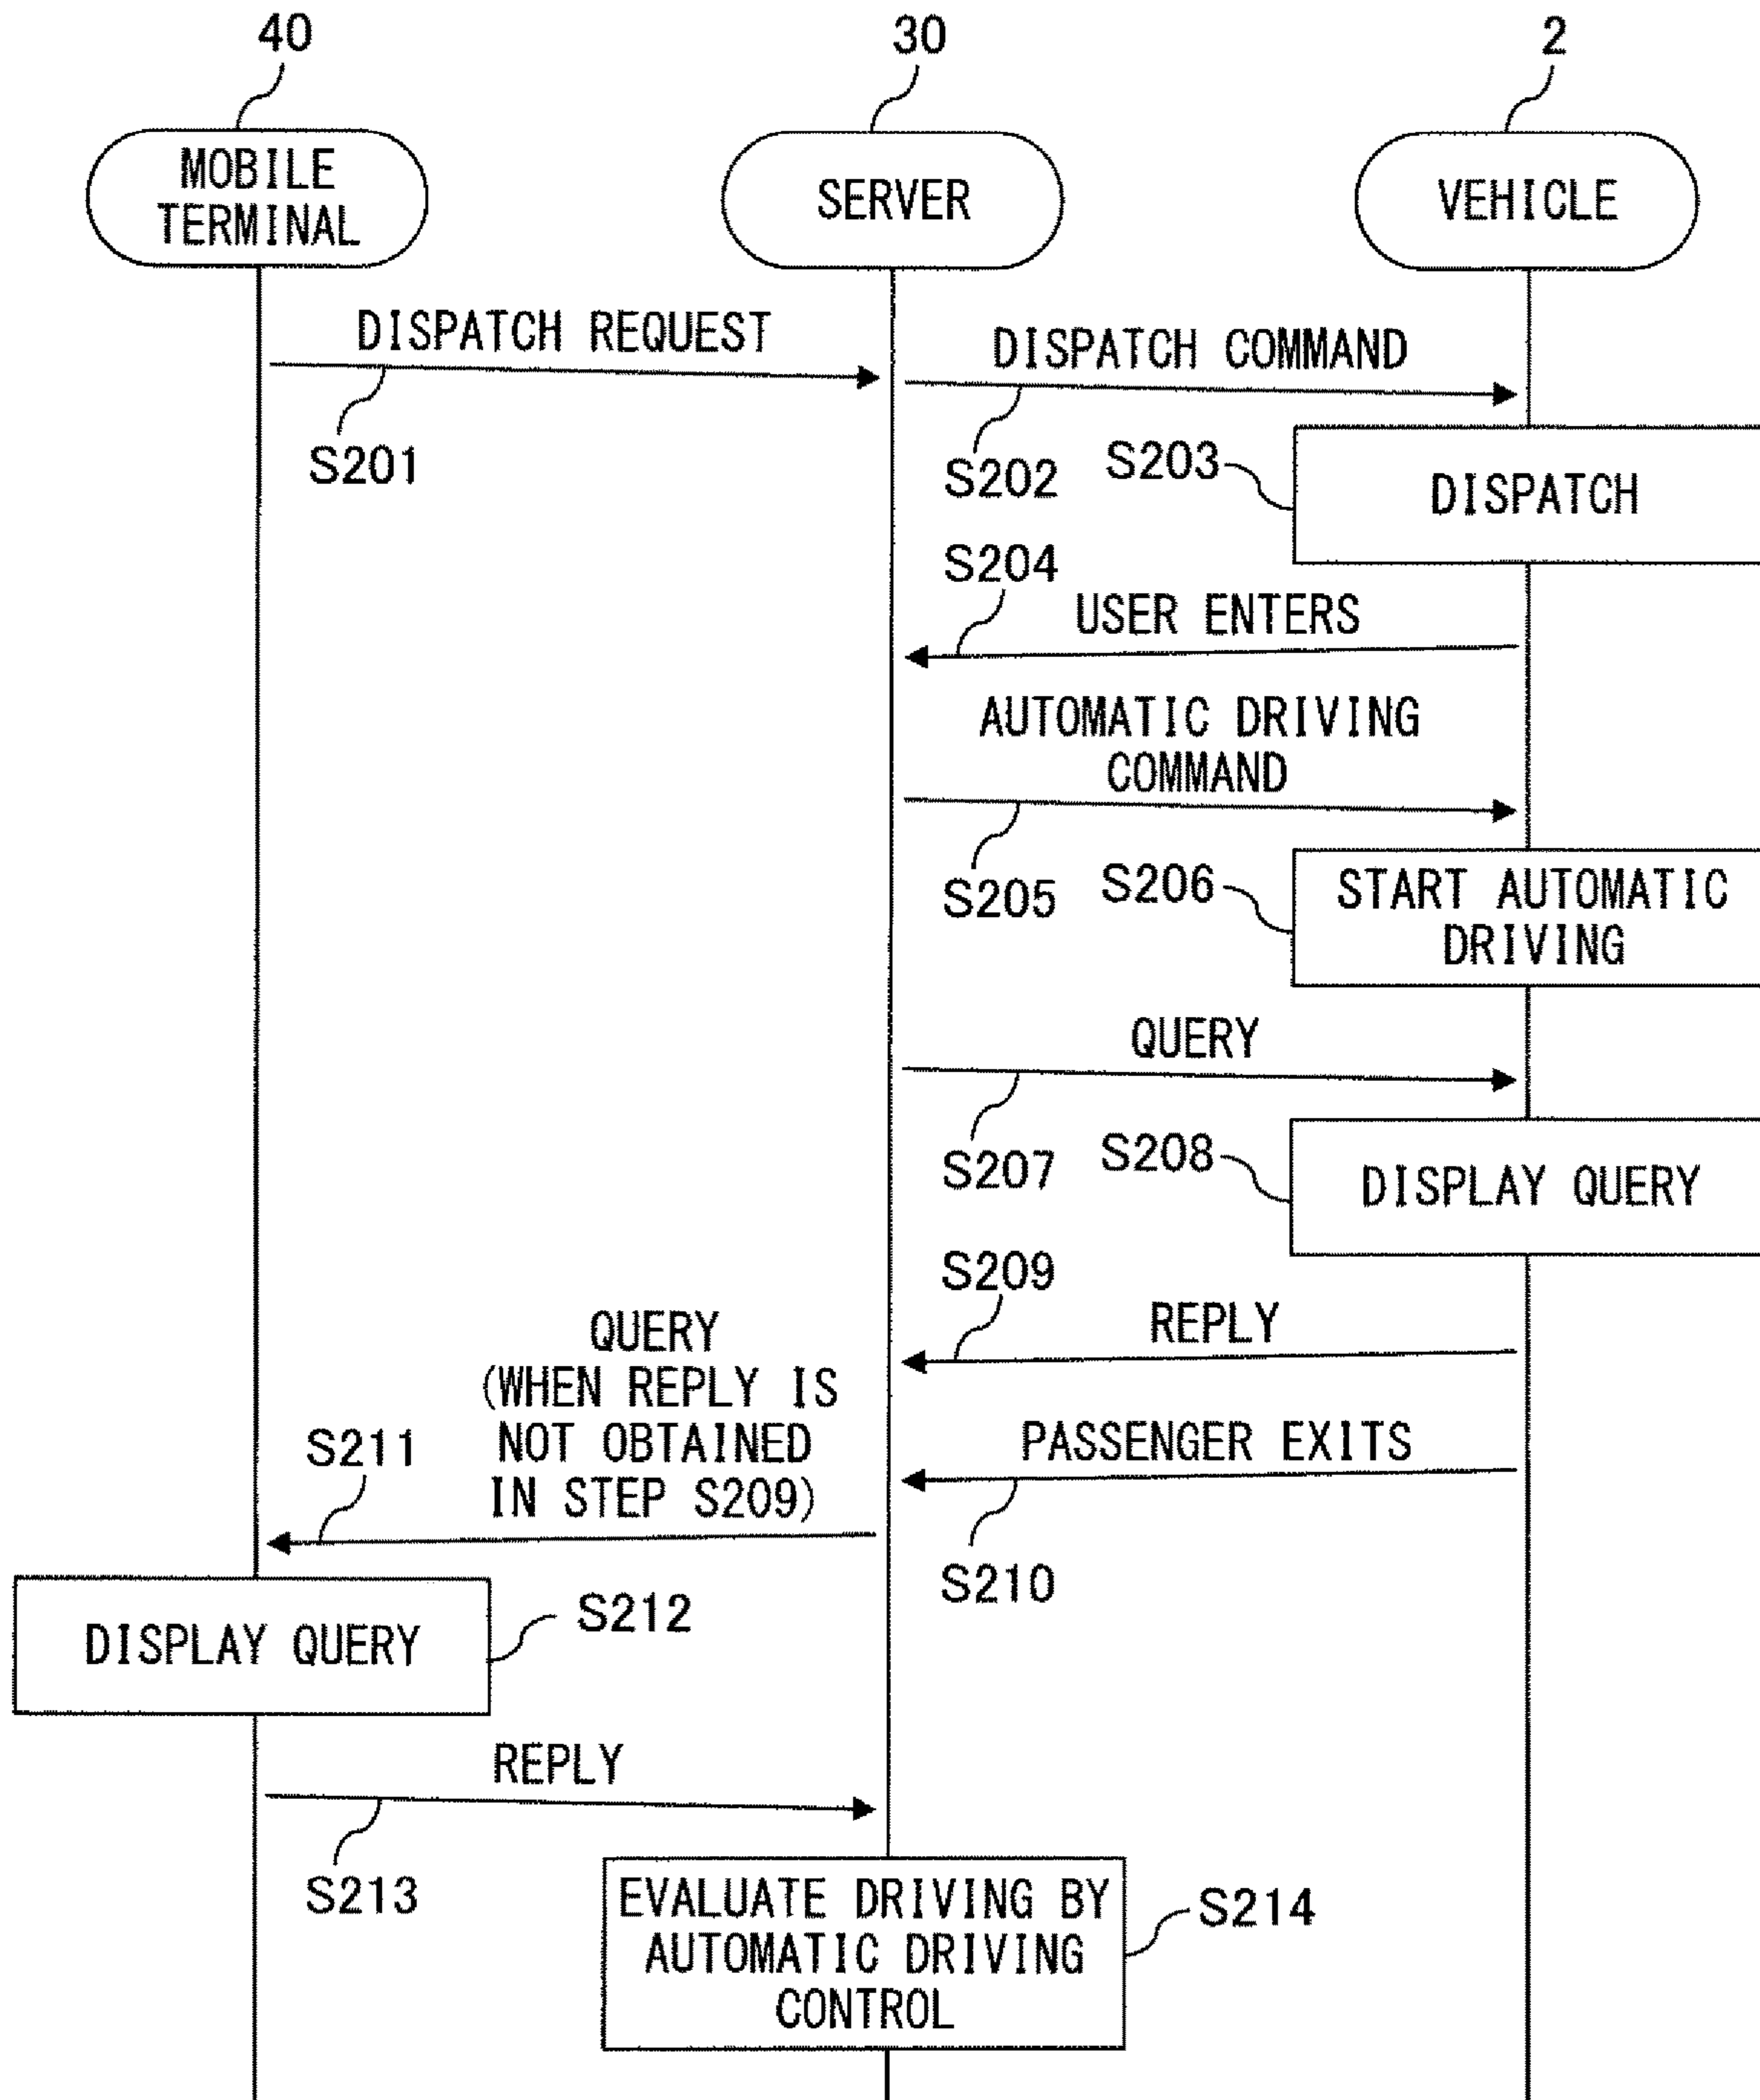 40
30
2
MOBILE
TERMINAL
SERVER
VEHICLE
DISPATCH REQUEST
S201
DISPATCH COMMAND
S202
S203
DISPATCH
S204
USER ENTERS
AUTOMATIC DRIVING
COMMAND
S205
S206
START AUTOMATIC
DRIVING
QUERY
S207
S208
DISPLAY QUERY
S209
REPLY
QUERY
(WHEN REPLY IS
NOT OBTAINED
IN STEP S209)
S211
PASSENGER EXITS
S210
DISPLAY QUERY
S212
REPLY
S213
EVALUATE DRIVING BY
AUTOMATIC DRIVING
CONTROL
S214